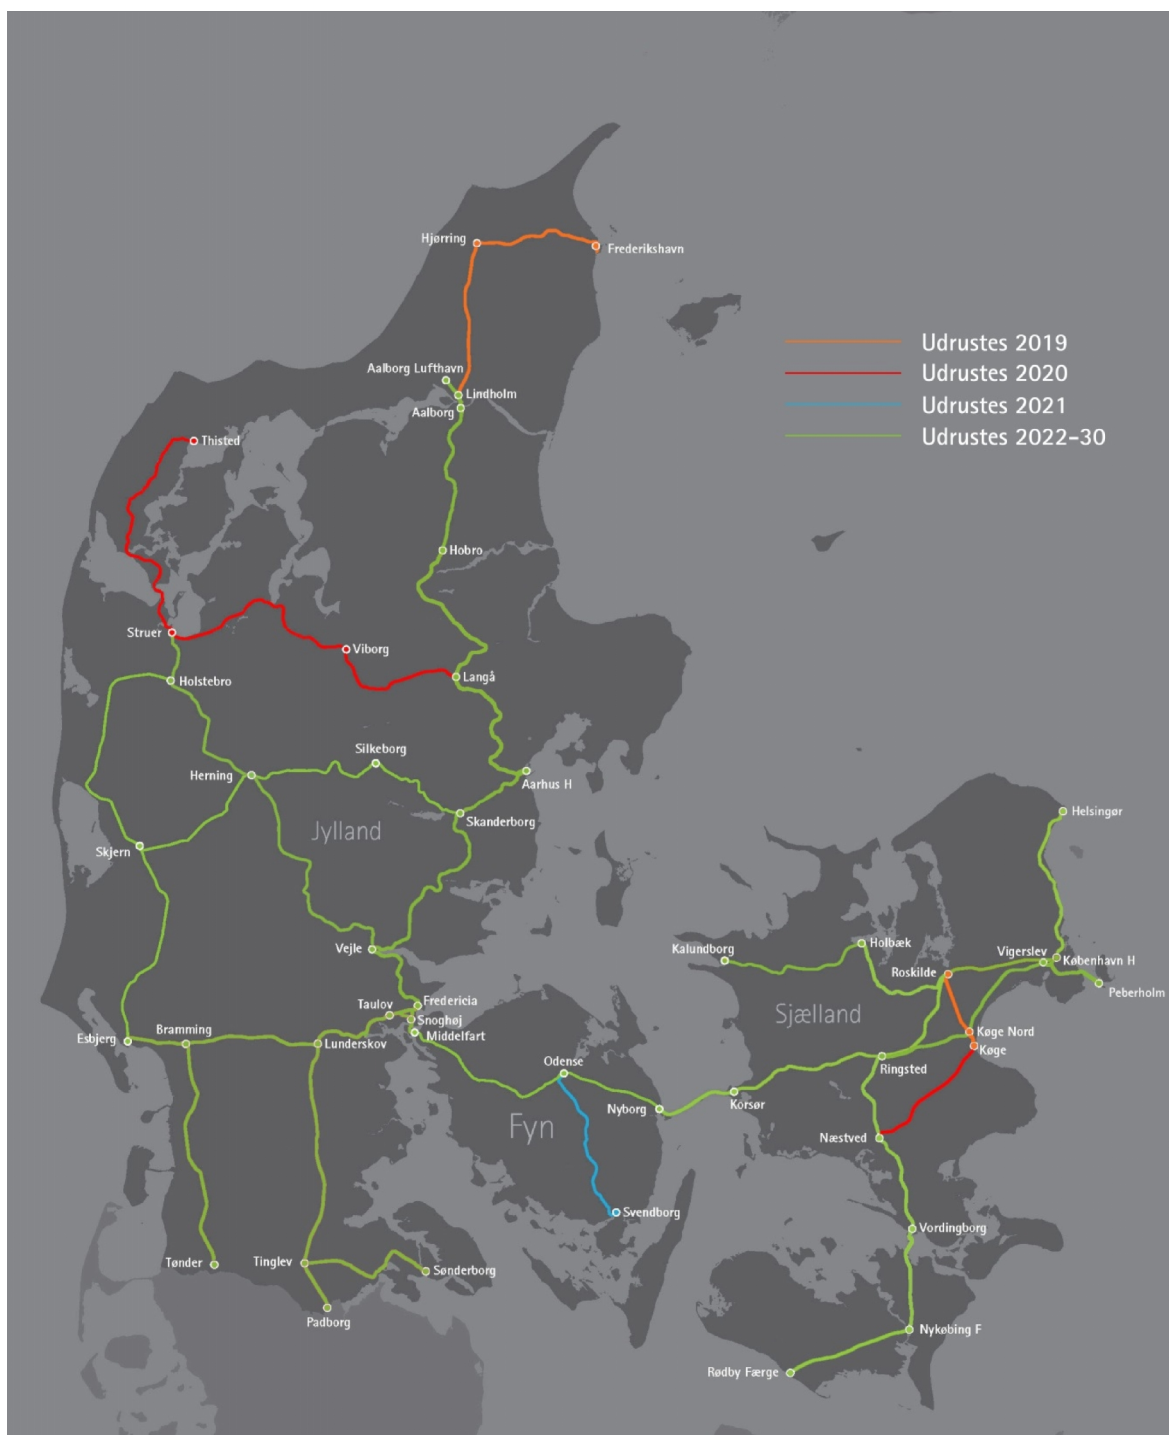 Hjørring
Frederikshavn
Udrustes 2019
Aalborg Lufthavn
Udrustes 2020
Lindholm
Udrustes 2021
Aalborg
Udrustes 2022-30
Thisted
Hobro
Struer
Viborg
Holstebro
Langå
Silkeborg
Herning
Aarhus H
Helsingør
Skanderborg
Jylland
Skjern
Vejle
Kalundborg
Holbæk
Vigerslev
København H
Roskilde
Peberholm
Fredericia
Taulov
Snoghøj
Sjælland
Køge Nord
Esbjerg
Bramming
Middelfart
Lunderskov
Køge
Odense
Ringsted
Nyborg
Korsør
Fyn
Næstved
Svendborg
Vordingborg
Tønder
Tinglev
Sønderborg
Padborg
Nykøbing F
Rødby Færge